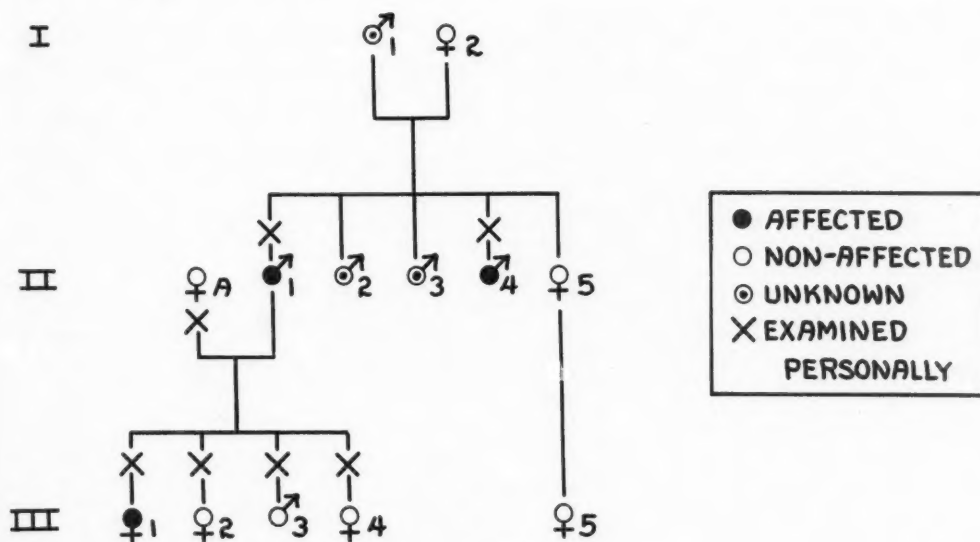 I
1 2
II
A 1 2 3 4 5
III
1 2 3 4 5
AFFECTED
NON-AFFECTED
UNKNOWN
EXAMINED
PERSONALLY